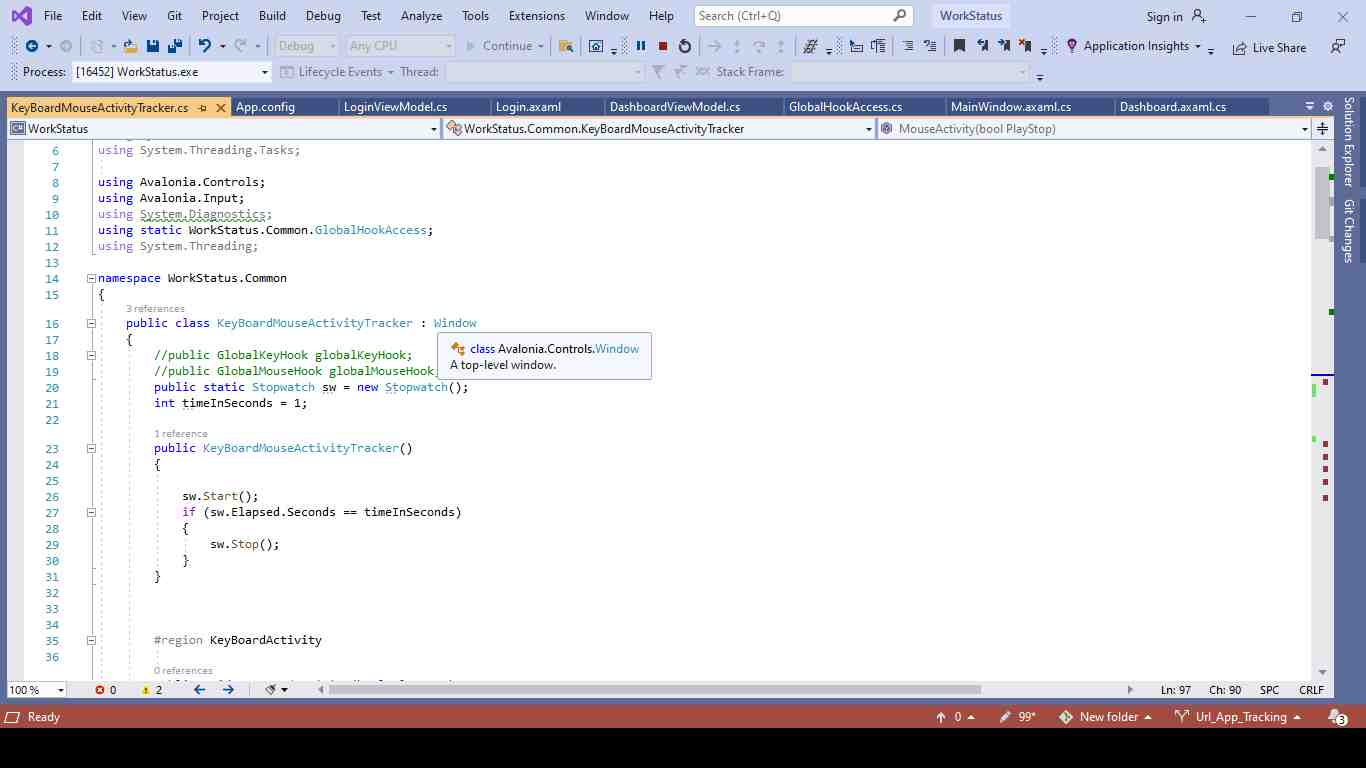 File Edit View Git Project Build Debug Test Analyze Tools Extensions Window Help Search (Ctrl+Q) WorkStatus Sign in
Debug Any CPU Continue Application Insights Live Share
Process: [16452] WorkStatus.exe Lifecycle Events Thread: Stack Frame:
KeyBoardMouseActivityTracker.cs App.config LoginViewModel.cs Login.axaml DashboardViewModel.cs GlobalHookAccess.cs MainWindow.axaml.cs Dashboard.axaml.cs
WorkStatus WorkStatus.Common.KeyBoardMouseActivityTracker MouseActivity(bool PlayStop)
Solution Explorer
Git Changes
6 using System.Threading.Tasks;
7
8 using Avalonia.Controls;
9 using Avalonia.Input;
10 using System.Diagnostics;
11 using static WorkStatus.Common.GlobalHookAccess;
12 using System.Threading;
13
14 namespace WorkStatus.Common
15 {
3 references
16 public class KeyBoardMouseActivityTracker : Window
17 {
class Avalonia.Controls.Window
A top-level window.
18 //public GlobalKeyHook globalKeyHook;
19 //public GlobalMouseHook globalMouseHook
20 public static Stopwatch sw = new Stopwatch();
21 int timeInSeconds = 1;
22
1 reference
23 public KeyBoardMouseActivityTracker()
24 {
25
26 sw.Start();
27 if (sw.Elapsed.Seconds == timeInSeconds)
28 {
29 sw.Stop();
30 }
31 }
32
33
34
35 #region KeyBoardActivity
36
0 references
100 % 0 2 Ln: 97 Ch: 90 SPC CRLF
Ready 0 99* New folder Url_App_Tracking 3